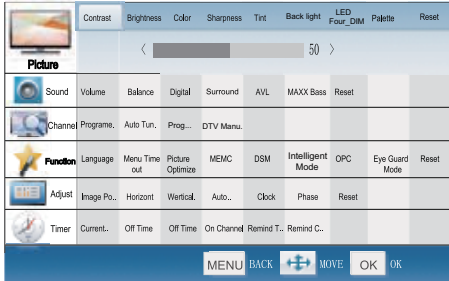 Contrast Brightness Color Sharpness Tint Back light LED Four_DIM Palette Reset
< 50 >
Picture
Sound Volume Balance Digital Surround AVL MAXX Bass Reset
Channel Programe. Auto Tun. Prog... DTV Manu.
Function Language Menu Time out Picture Optimize MEMC DSM Intelligent Mode OPC Eye Guard Mode Reset
Adjust Image Po.. Horizont Wertical. Auto.. Clock Phase Reset
Timer Current.. Off Time Off Time On Channel Remind T.. Remind C..
MENU BACK MOVE OK OK